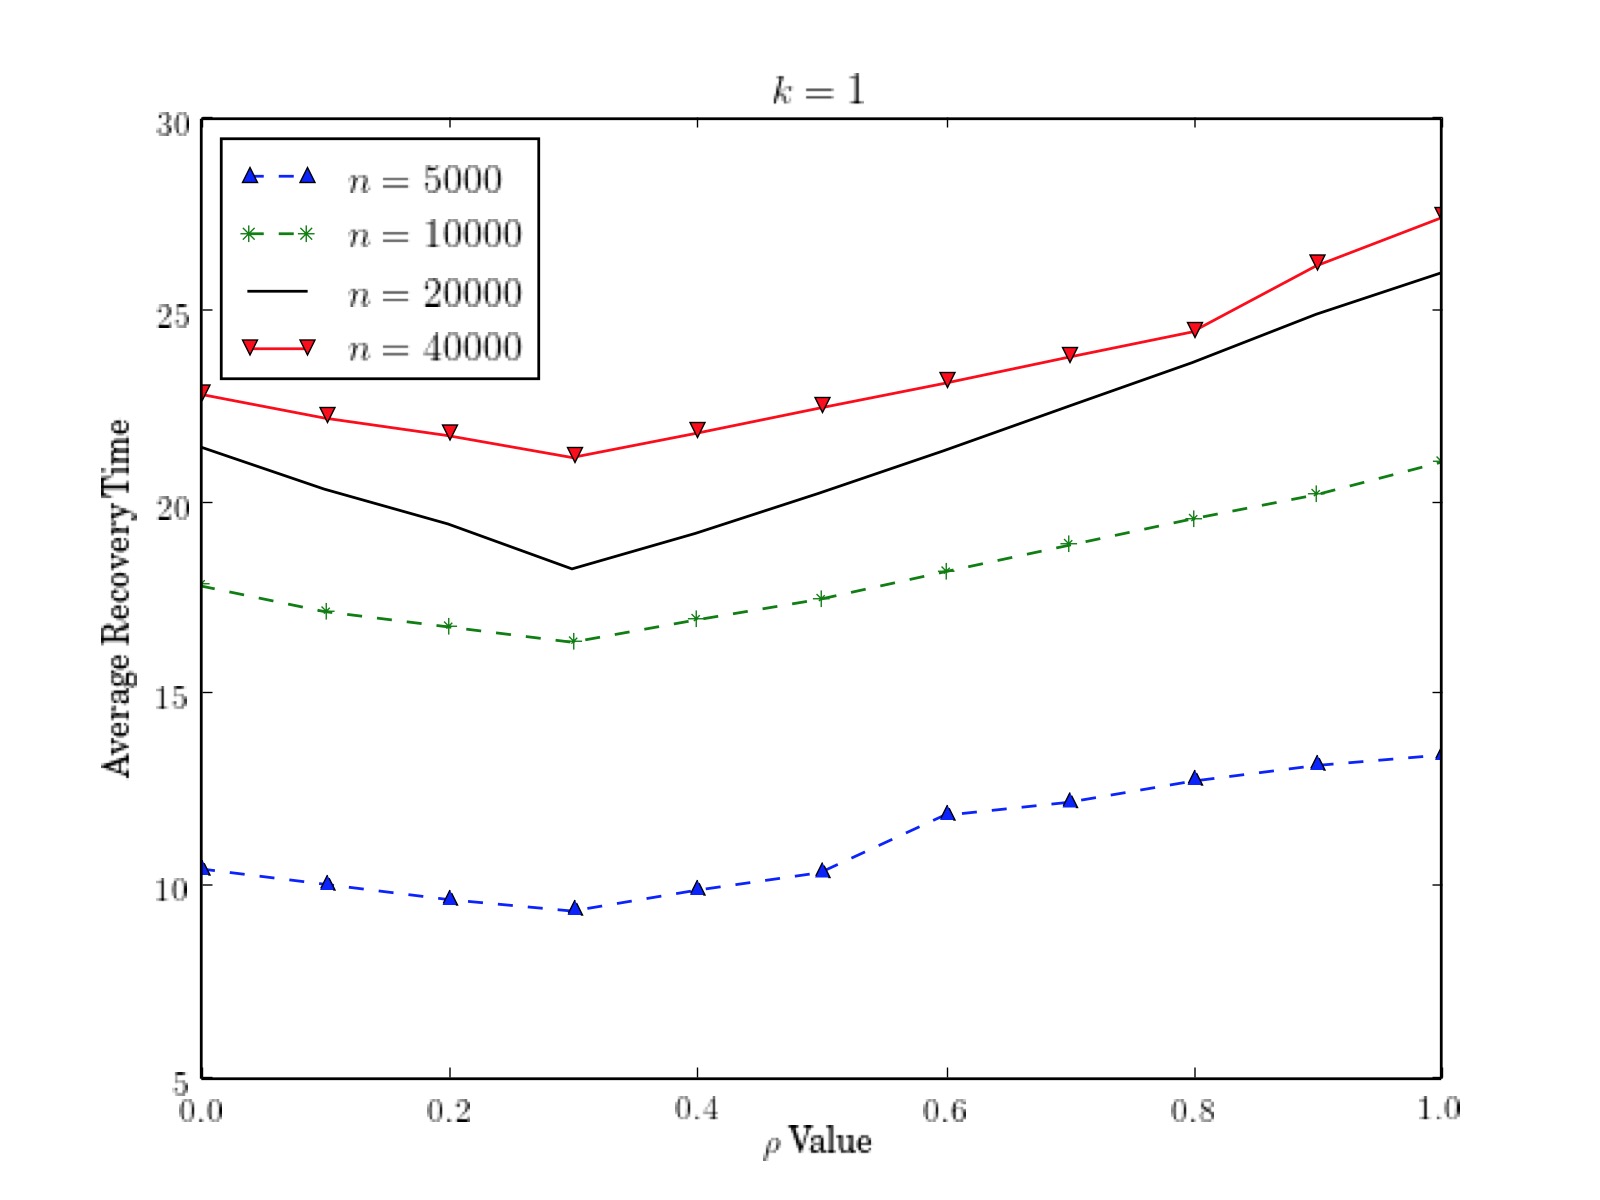 k = 1
30
25
20
15
10
5
n = 5000
n = 10000
n = 20000
n = 40000
Average Recovery Time
0.0 0.2 0.4 0.6 0.8 1.0
ρ Value